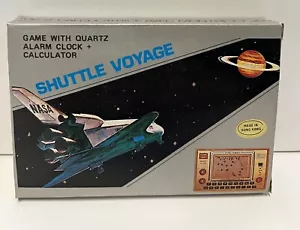 GAME WITH QUARTZ
ALARM CLOCK +
CALCULATOR
SHUTTLE VOYAGE
NASA
MADE IN
HONG KONG